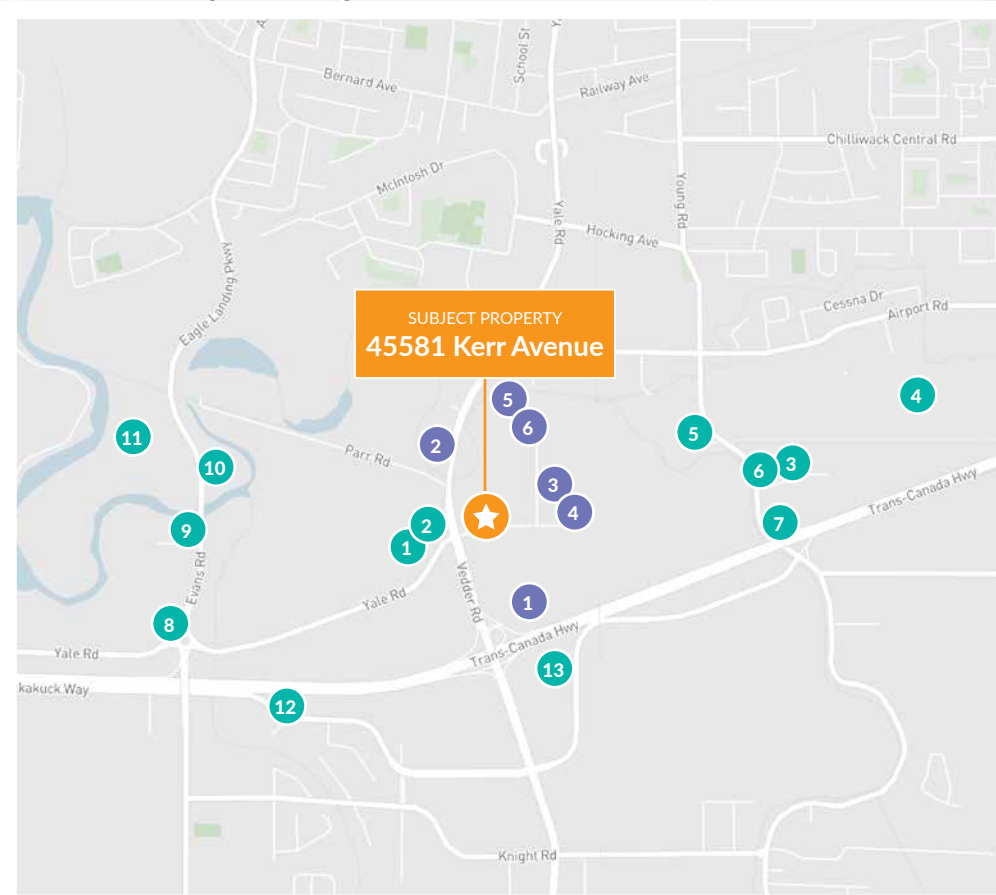 School St
Bernard Ave
Railway Ave
Chilliwack Central Rd
McIntosh Dr
Young Rd
Yale Rd
Hocking Ave
Eagle Landing Pkwy
Cessna Dr
Airport Rd
SUBJECT PROPERTY
45581 Kerr Avenue
5
4
6
2
5
11
Parr Rd
10
6
3
3
Trans-Canada Hwy
4
2
7
9
1
Evans Rd
Vedder Rd
Yale Rd
1
8
Trans-Canada Hwy
Yale Rd
13
kakuck Way
12
Knight Rd